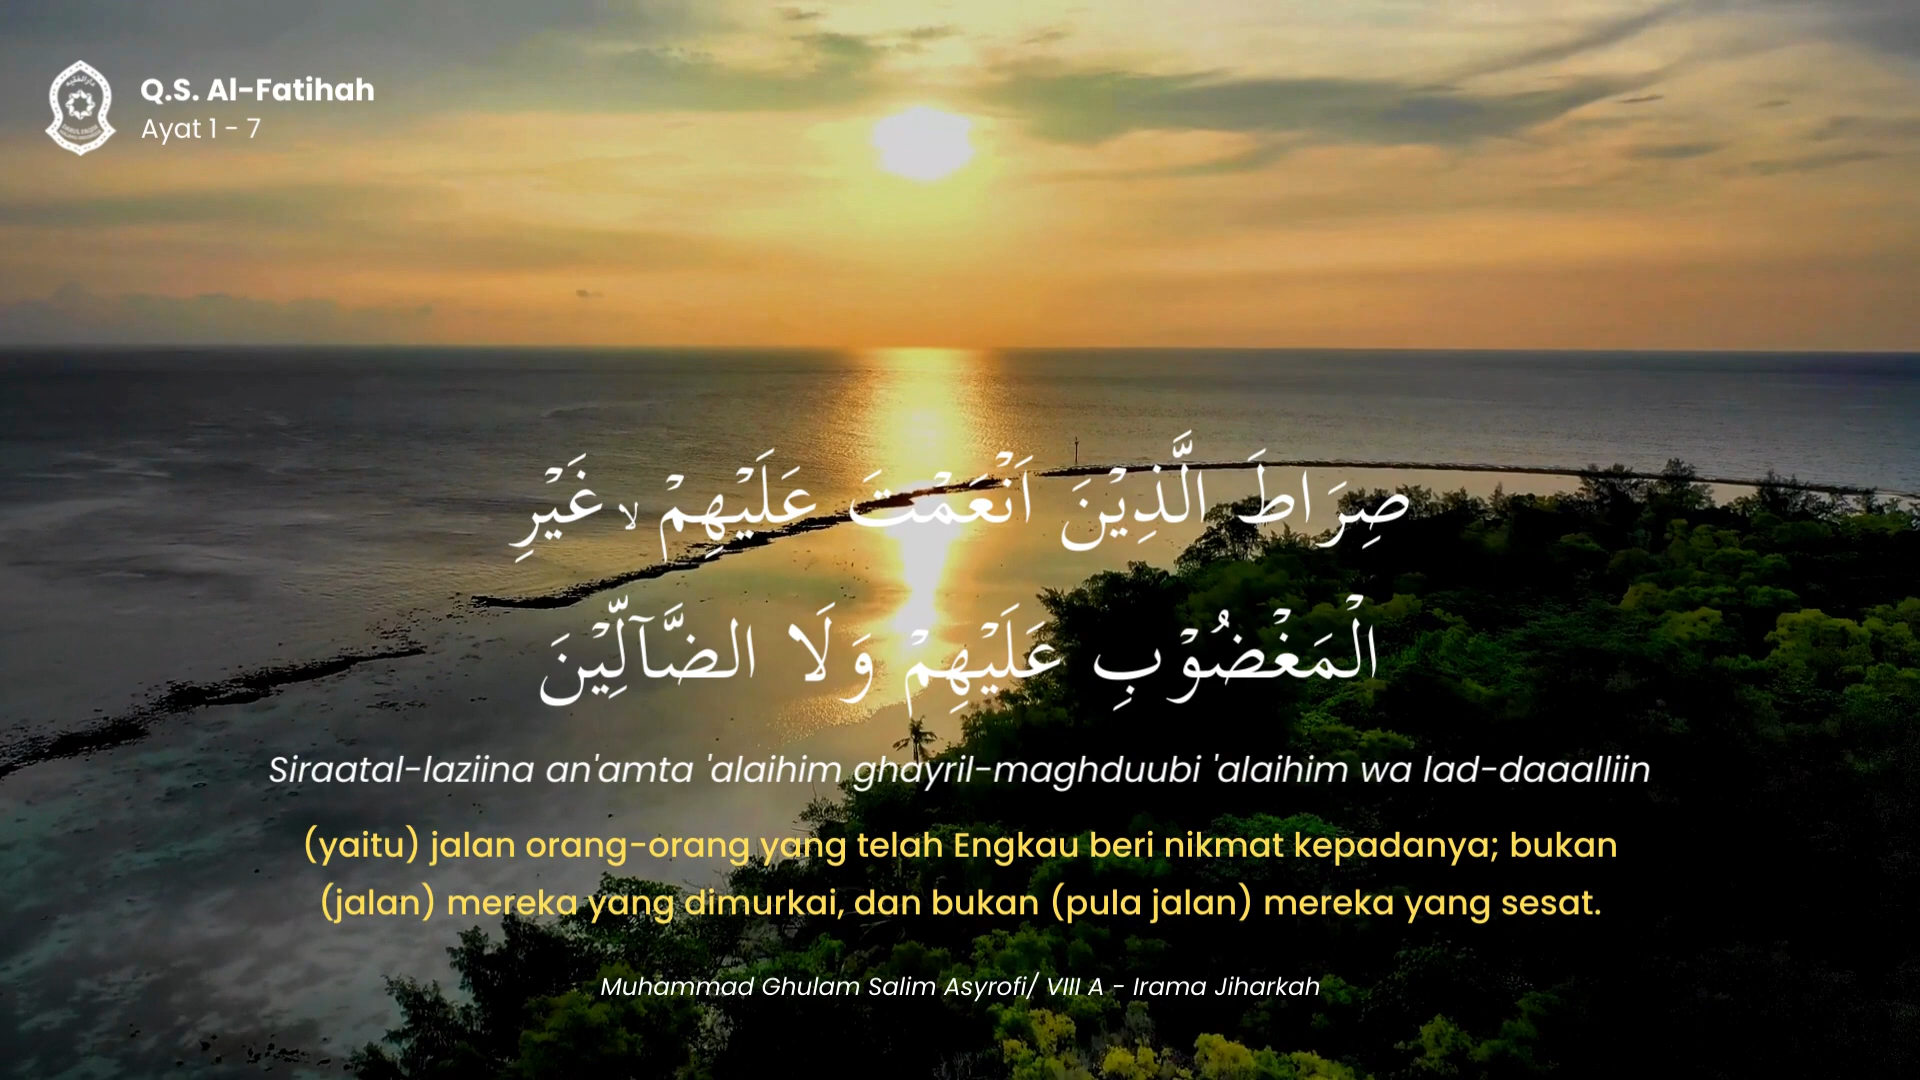 Q.S. Al-Fatihah
Ayat 1 - 7
صِرَاطَ الَّذِيْنَ اَنْعَمْتَ عَلَيْهِمْ ەۙ غَيْرِ
الْمَغْضُوْبِ عَلَيْهِمْ وَلَا الضَّاۤلِّيْنَ
Siraatal-laziina an'amta 'alaihim ghayril-maghduubi 'alaihim wa lad-daaalliin
(yaitu) jalan orang-orang yang telah Engkau beri nikmat kepadanya; bukan
(jalan) mereka yang dimurkai, dan bukan (pula jalan) mereka yang sesat.
Muhammad Ghulam Salim Asyrofi/ VIII A - Irama Jiharkah